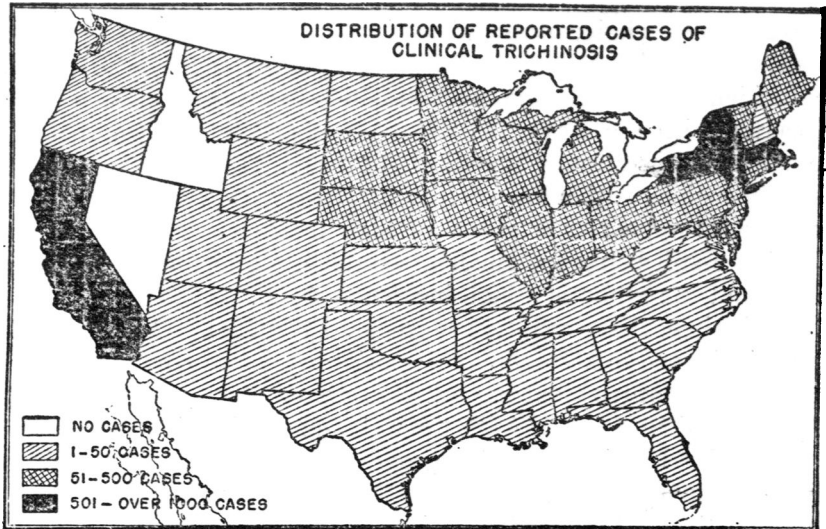 DISTRIBUTION OF REPORTED CASES OF
CLINICAL TRICHINOSIS
NO CASES
1-50 CASES
51-500 CASES
501 - OVER 1000 CASES